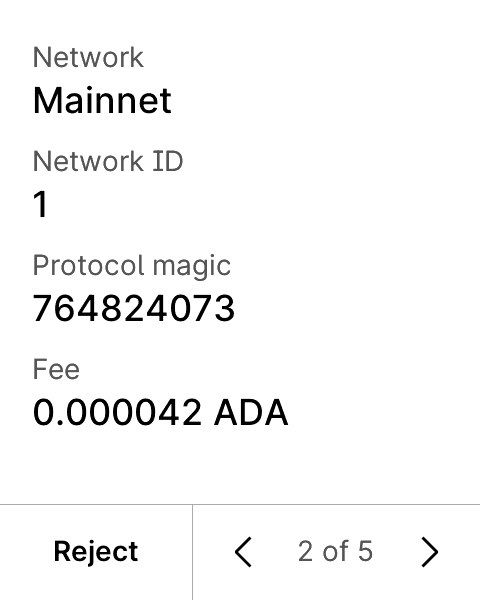 Network
Mainnet
Network ID
1
Protocol magic
764824073
Fee
0.000042 ADA
Reject
2 of 5